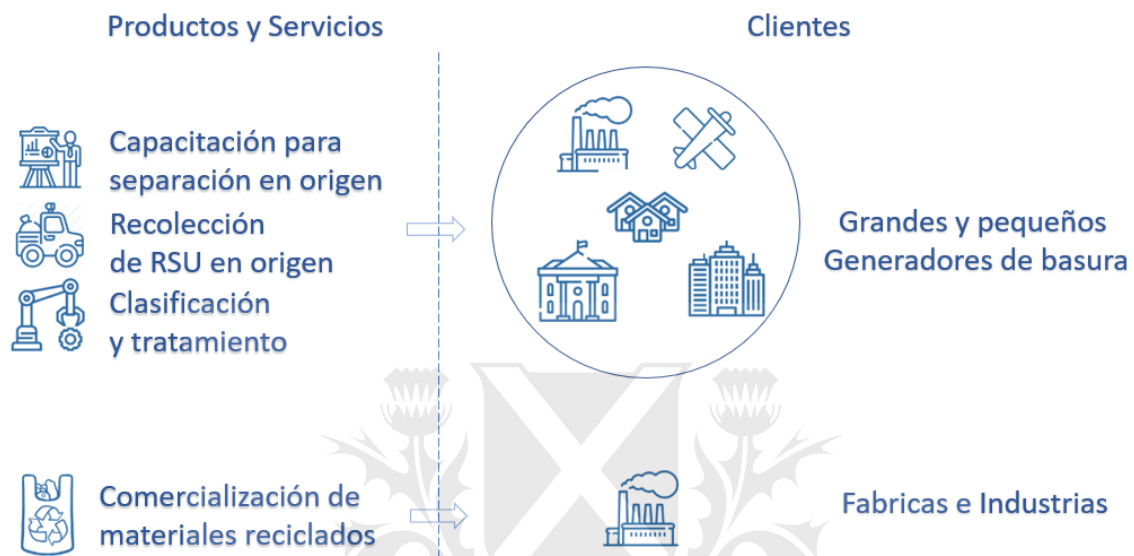 Productos y Servicios
Clientes
Capacitación para
separación en origen
Recolección
de RSU en origen
Clasificación
y tratamiento
Grandes y pequeños
Generadores de basura
Comercialización de
materiales reciclados
Fabricas e Industrias